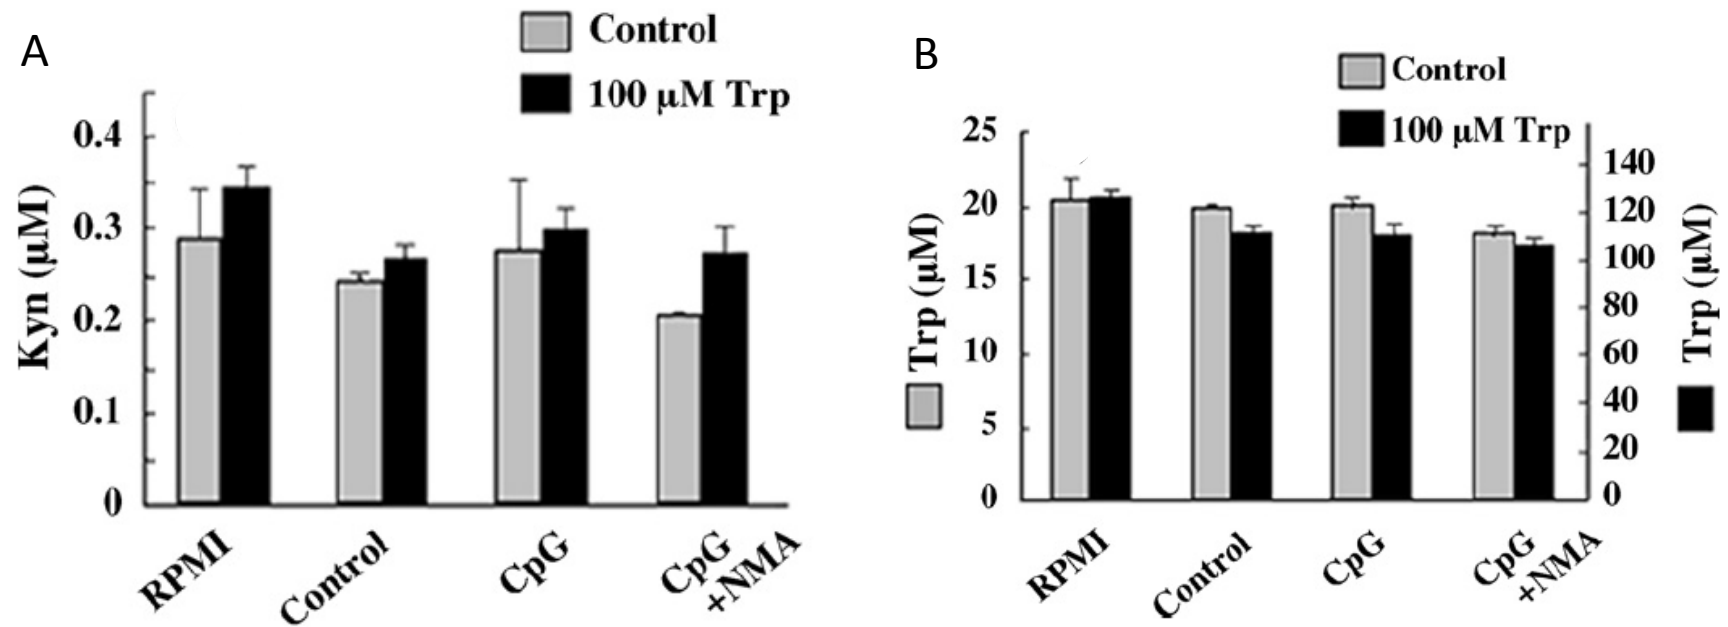 A
Control
100 µM Trp
Kyn (µM)
0.4
0.3
0.2
0.1
0
RPMI
Control
CpG
CpG
+NMA
B
Control
100 µM Trp
Trp (µM)
25
20
15
10
5
0
140
120
100
80
60
40
20
0
Trp (µM)
RPMI
Control
CpG
CpG
+NMA